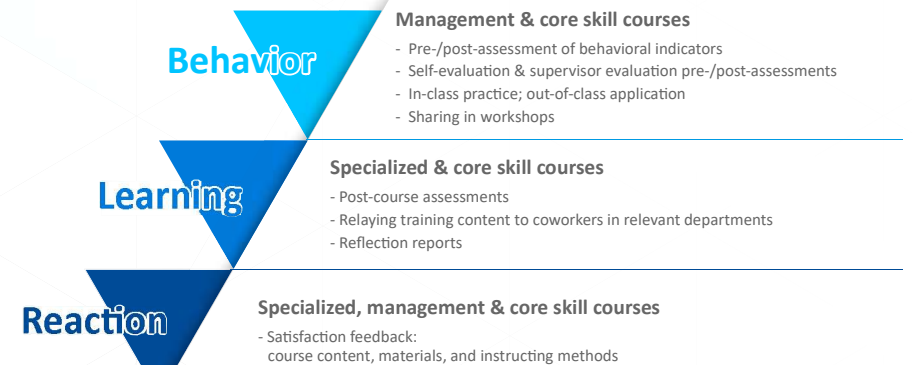 Behavior
Management & core skill courses
- Pre-/post-assessment of behavioral indicators
- Self-evaluation & supervisor evaluation pre-/post-assessments
- In-class practice; out-of-class application
- Sharing in workshops
Learning
Specialized & core skill courses
- Post-course assessments
- Relaying training content to coworkers in relevant departments
- Reflection reports
Reaction
Specialized, management & core skill courses
- Satisfaction feedback:
course content, materials, and instructing methods